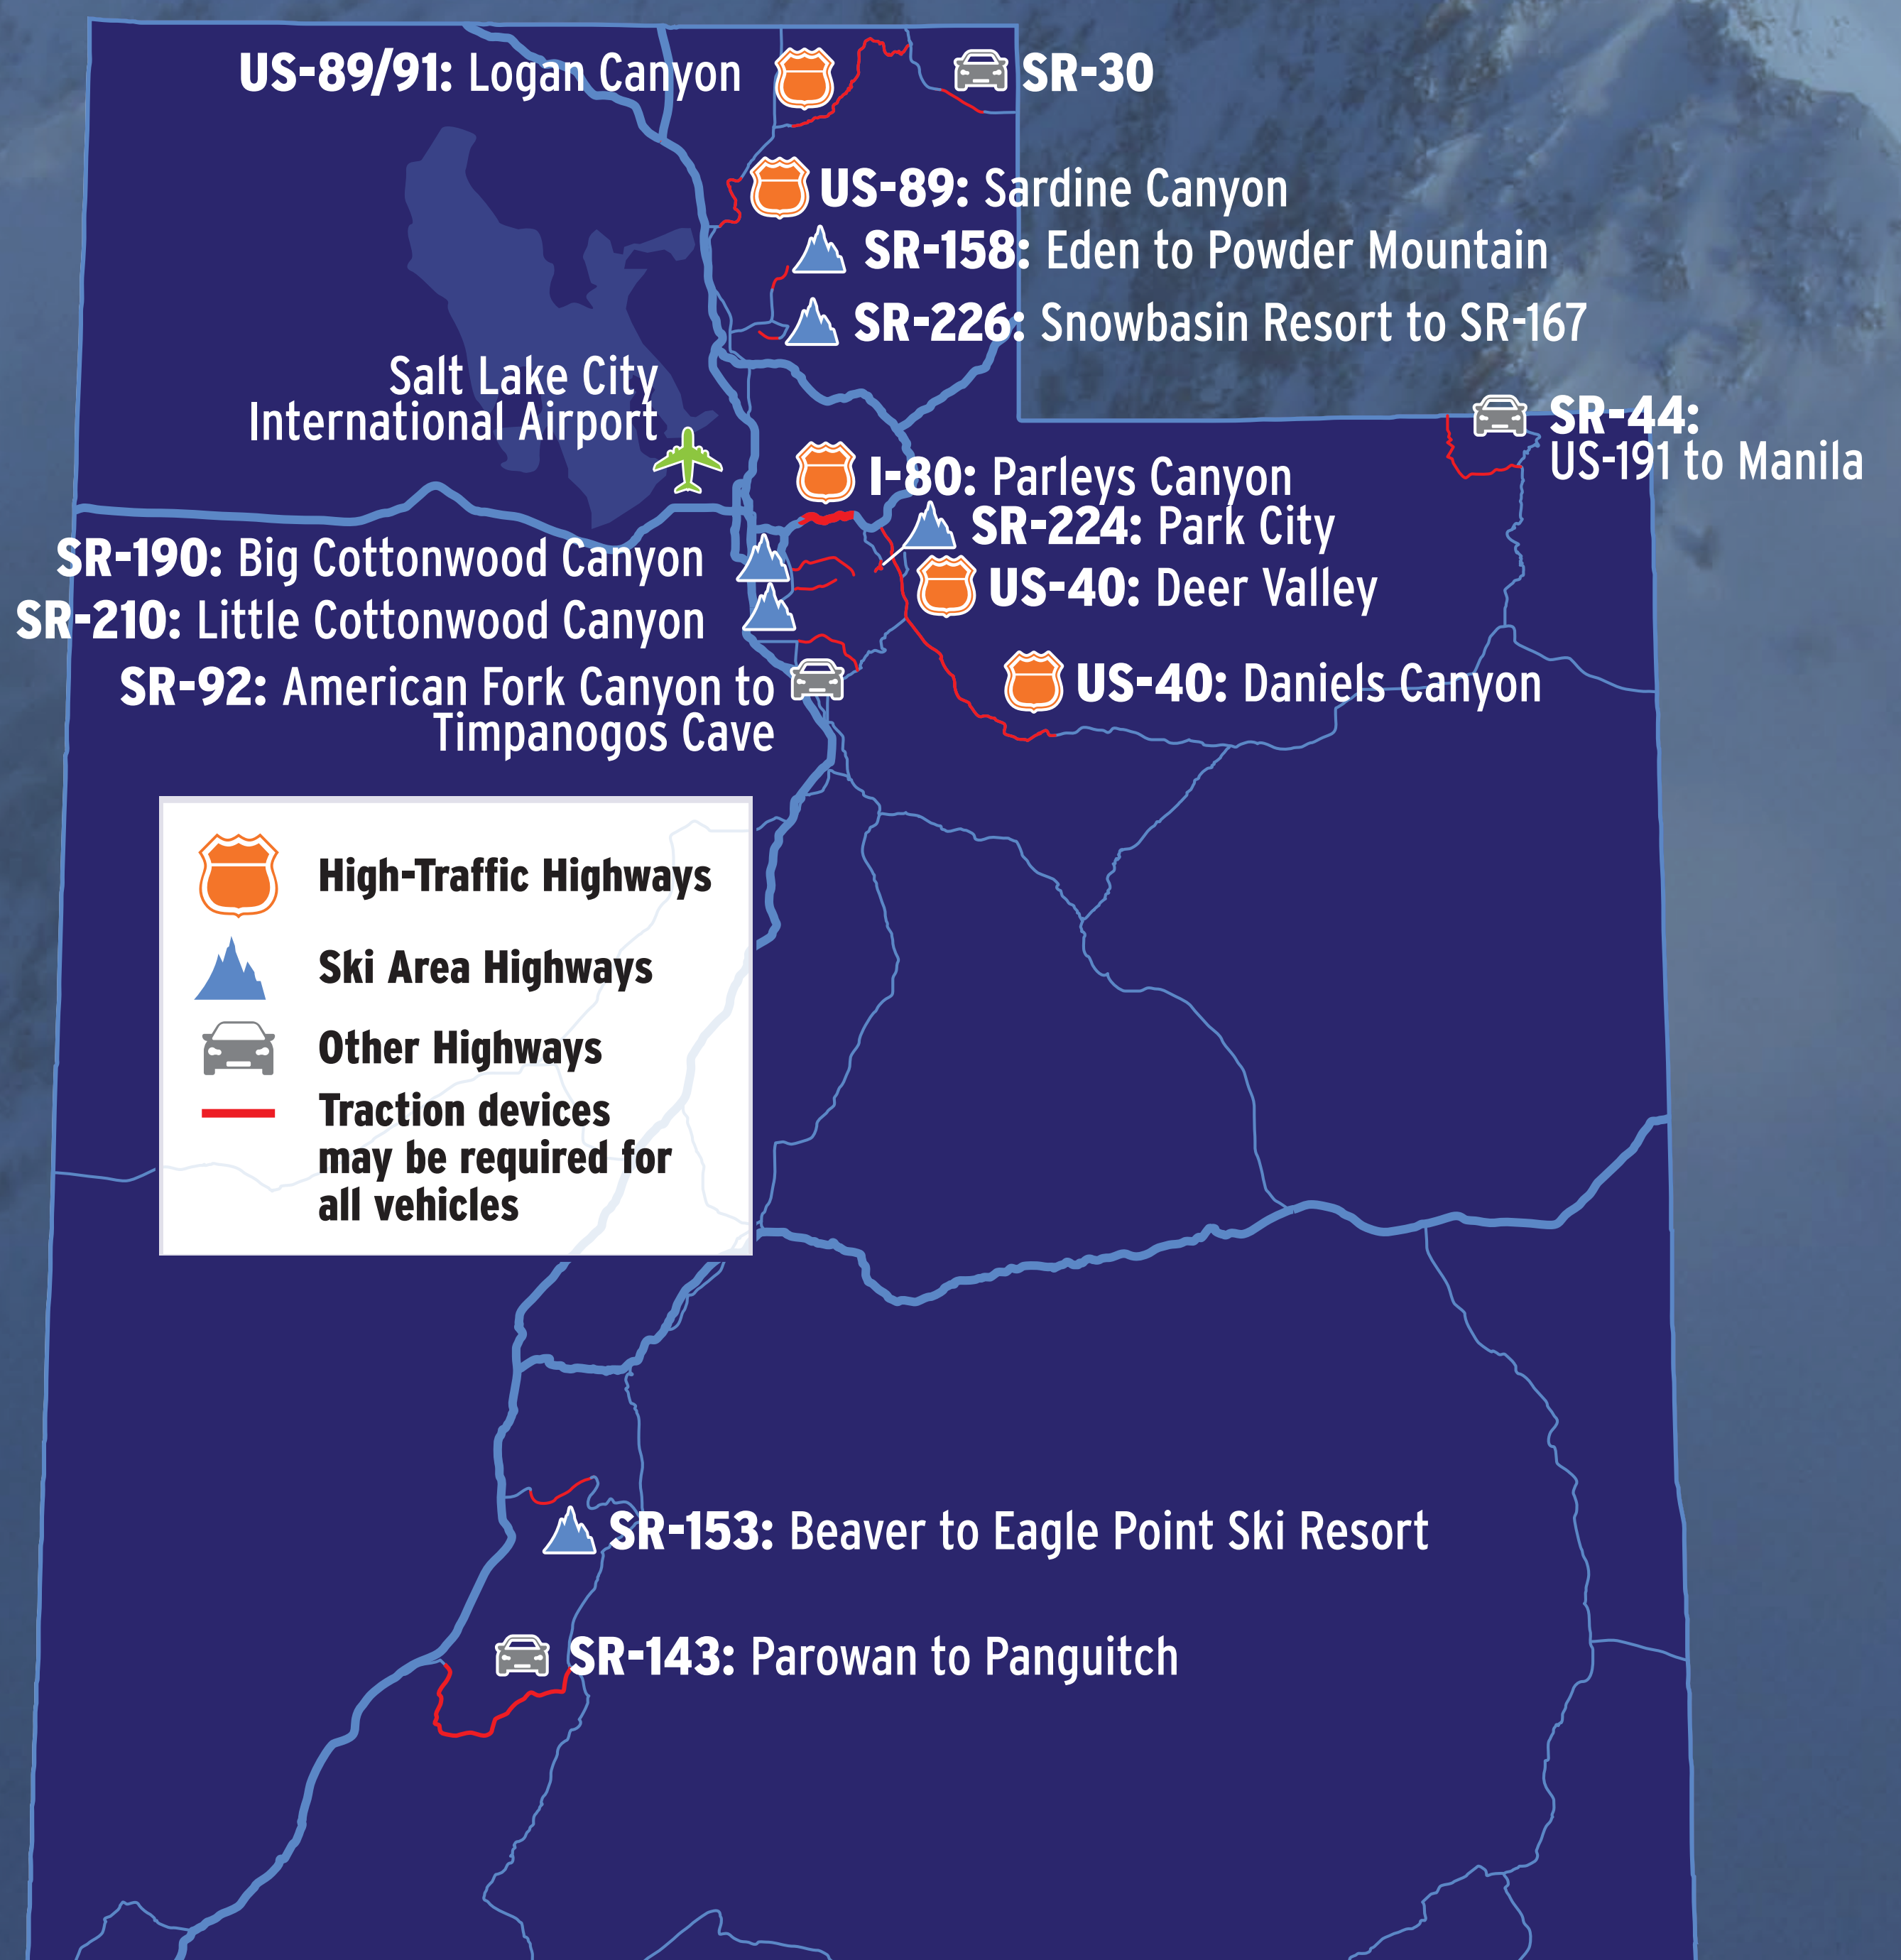 US-89/91: Logan Canyon
SR-30
US-89: Sardine Canyon
SR-158: Eden to Powder Mountain
SR-226: Snowbasin Resort to SR-167
Salt Lake City
International Airport
SR-44:
US-191 to Manila
I-80: Parleys Canyon
SR-224: Park City
SR-190: Big Cottonwood Canyon
US-40: Deer Valley
SR-210: Little Cottonwood Canyon
SR-92: American Fork Canyon to
Timpanogos Cave
US-40: Daniels Canyon
High-Traffic Highways
Ski Area Highways
Other Highways
Traction devices
may be required for
all vehicles
SR-153: Beaver to Eagle Point Ski Resort
SR-143: Parowan to Panguitch